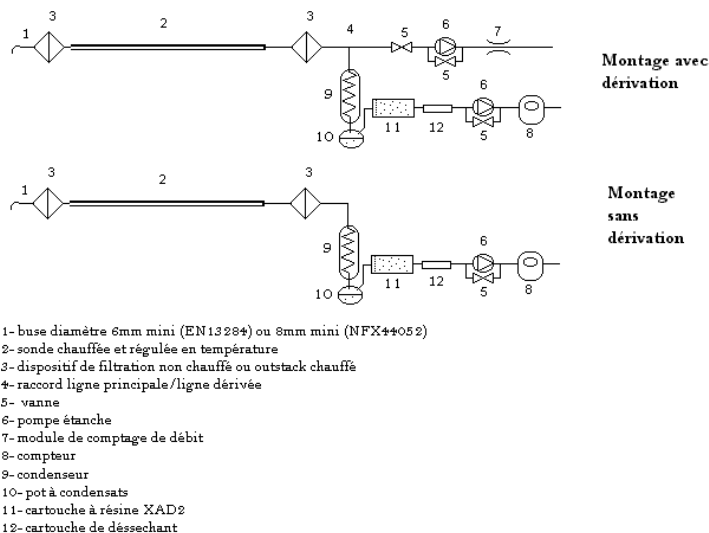 3
2
3
4
6
1
5
7
5
Montage avec
dérivation
9
6
10
11
12
5
8
3
2
3
1
Montage
sans
dérivation
9
6
10
11
12
5
8
1- buse diamètre 6mm mini (EN13284) ou 8mm mini (NFX44052)
2- sonde chauffée et régulée en température
3- dispositif de filtration non chauffé ou outstack chauffé
4- raccord ligne principale/ligne dérivée
5- vanne
6- pompe étanche
7- module de comptage de débit
8- compteur
9- condenseur
10- pot à condensats
11- cartouche à résine XAD2
12- cartouche de déssechant